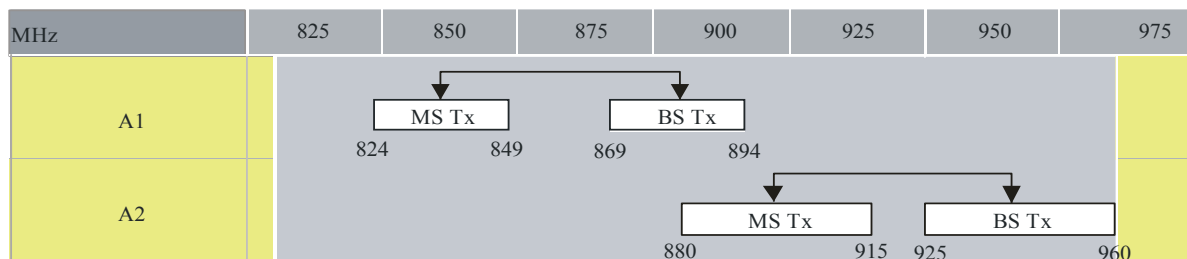 MHz 825 850 875 900 925 950 975
A1 MS Tx BS Tx
824 849 869 894
A2 MS Tx BS Tx
880 915 925 960